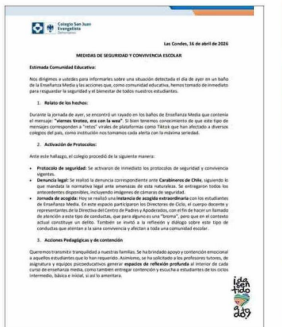 Colegio San Juan
Evangelista
Las Condes, 16 de abril de 2026
MEDIDAS DE SEGURIDAD Y CONVIVENCIA ESCOLAR
Estimada Comunidad Educativa:
Nos dirigimos a ustedes para informarles sobre una situación detectada el día de ayer en un baño
de Enseñanza Media y las acciones que, como comunidad educativa, hemos tomado de inmediato
para resguardar la seguridad y el bienestar de todos nuestros estudiantes.
1. Relato de los hechos:
Durante la jornada de ayer, se encontró un rayado en los baños de Enseñanza Media que contenía
el mensaje: Si bien tenemos conocimiento de que este tipo de
mensajes corresponden a "retos" virales de plataformas como TikTok que han afectado a diversos
colegios del país, como institución nos tomamos cada alerta con la máxima seriedad.
2. Activación de Protocolos:
Ante este hallazgo, el colegio procedió de la siguiente manera:
• Protocolo de seguridad: Se activaron de inmediato los protocolos de seguridad y convivencia
vigentes.
• Denuncia legal: Se realizó la denuncia correspondiente ante Carabineros de Chile, siguiendo lo
que mandata la normativa legal ante amenazas de esta naturaleza. Se entregaron todos los
antecedentes disponibles, incluyendo imágenes de cámaras de seguridad.
• Jornada de acogida: Hoy se realizó una instancia de acogida extraordinaria con los estudiantes
de Enseñanza Media. En este espacio participaron los Directores de Ciclo, el cuerpo docente y
representantes de la Directiva del Centro de Padres y Apoderados, con el fin de hacer un llamado
de atención a este tipo de conductas, que para algunos es una "broma", pero que en el contexto
actual constituye un delito. También se invitó a la reflexión y diálogo sobre este tipo de
conductas que atentan a la sana convivencia y afectan a toda una comunidad escolar.
3. Acciones Pedagógicas y de contención
Queremos transmitir tranquilidad a nuestras familias. Se ha brindado apoyo y contención emocional
a aquellos estudiantes que lo han requerido. Asimismo, se ha solicitado a los profesores tutores, de
asignatura y equipos psicoeducativos generar espacios de reflexión profunda al interior de cada
curso de enseñanza media, como también entregar contención y escucha a estudiantes de los ciclos
intermedio, básica e inicial, si así lo ameritara.